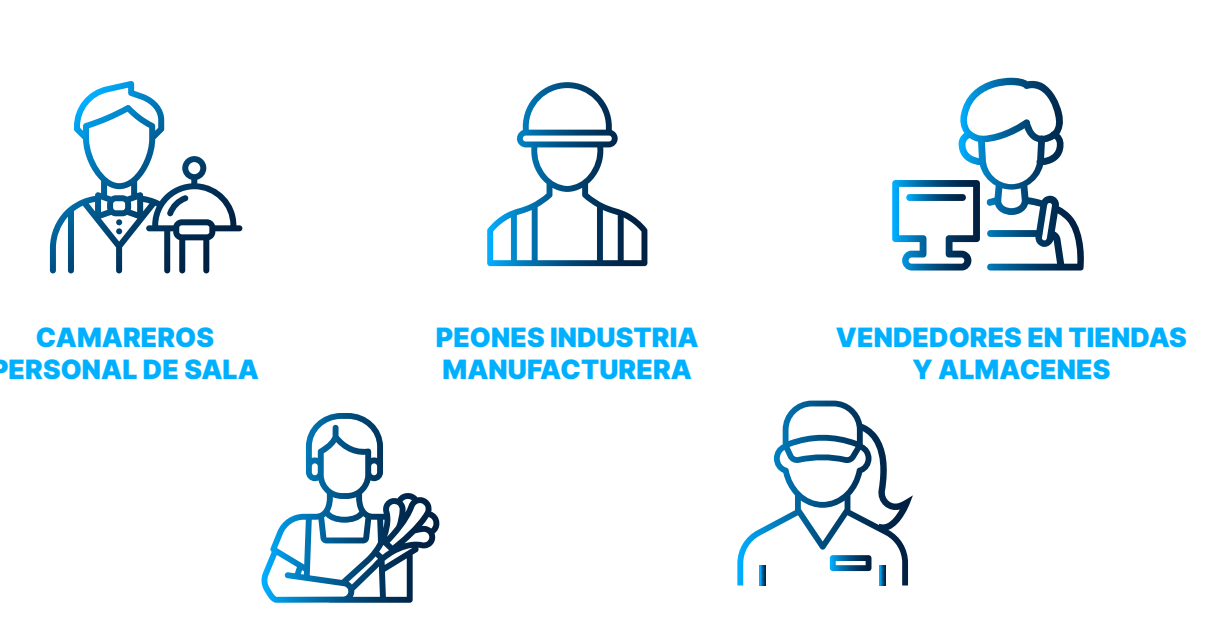 CAMAREROS
PERSONAL DE SALA
PEONES INDUSTRIA
MANUFACTURERA
VENDEDORES EN TIENDAS
Y ALMACENES